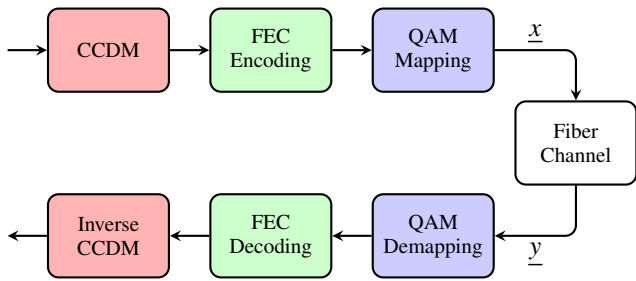 CCDM
FEC
Encoding
QAM
Mapping
x
Fiber
Channel
Inverse
CCDM
FEC
Decoding
QAM
Demapping
y